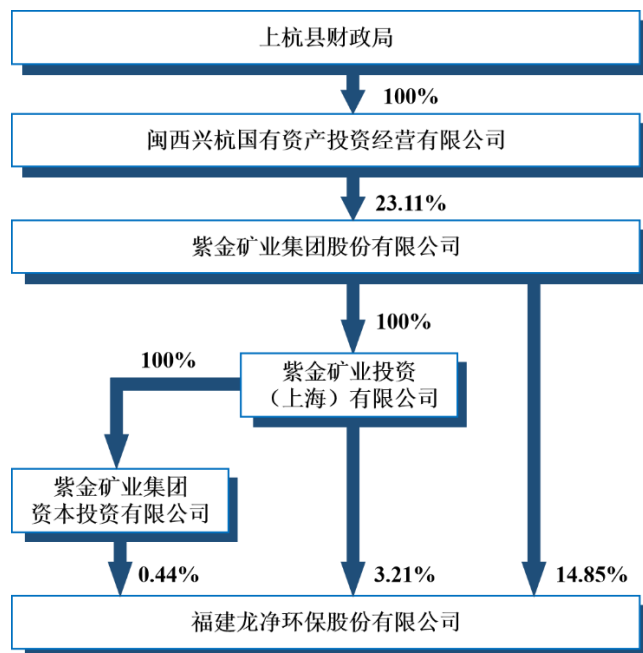 上杭县财政局
100%
闽西兴杭国有资产投资经营有限公司
23.11%
紫金矿业集团股份有限公司
100%
100%
紫金矿业投资
（上海）有限公司
紫金矿业集团
资本投资有限公司
0.44%
3.21%
14.85%
福建龙净环保股份有限公司